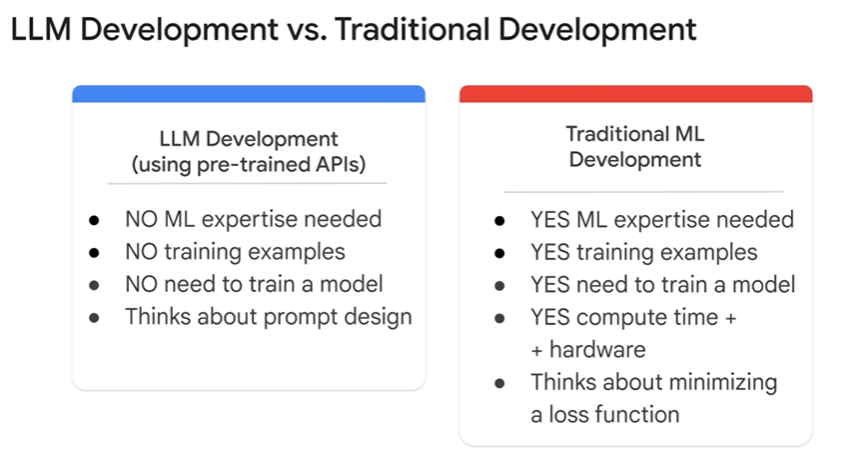 LLM Development vs. Traditional Development
LLM Development
(using pre-trained APIs)
● NO ML expertise needed
● NO training examples
● NO need to train a model
● Thinks about prompt design
Traditional ML
Development
● YES ML expertise needed
● YES training examples
● YES need to train a model
● YES compute time +
+ hardware
● Thinks about minimizing
a loss function